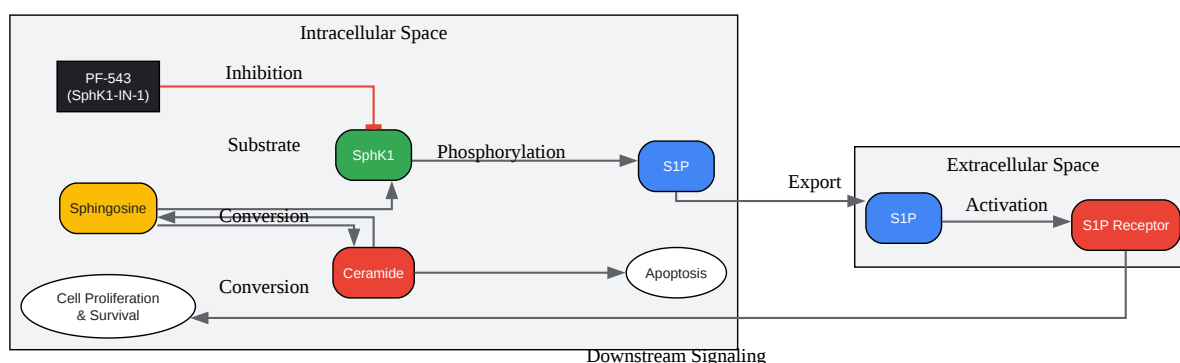 Intracellular Space
PF-543
(SphK1-IN-1)
Inhibition
Substrate
SphK1
Phosphorylation
S1P
Export
Extracellular Space
S1P
Activation
S1P Receptor
Sphingosine
Conversion
Ceramide
Apoptosis
Conversion
Cell Proliferation
& Survival
Downstream Signaling